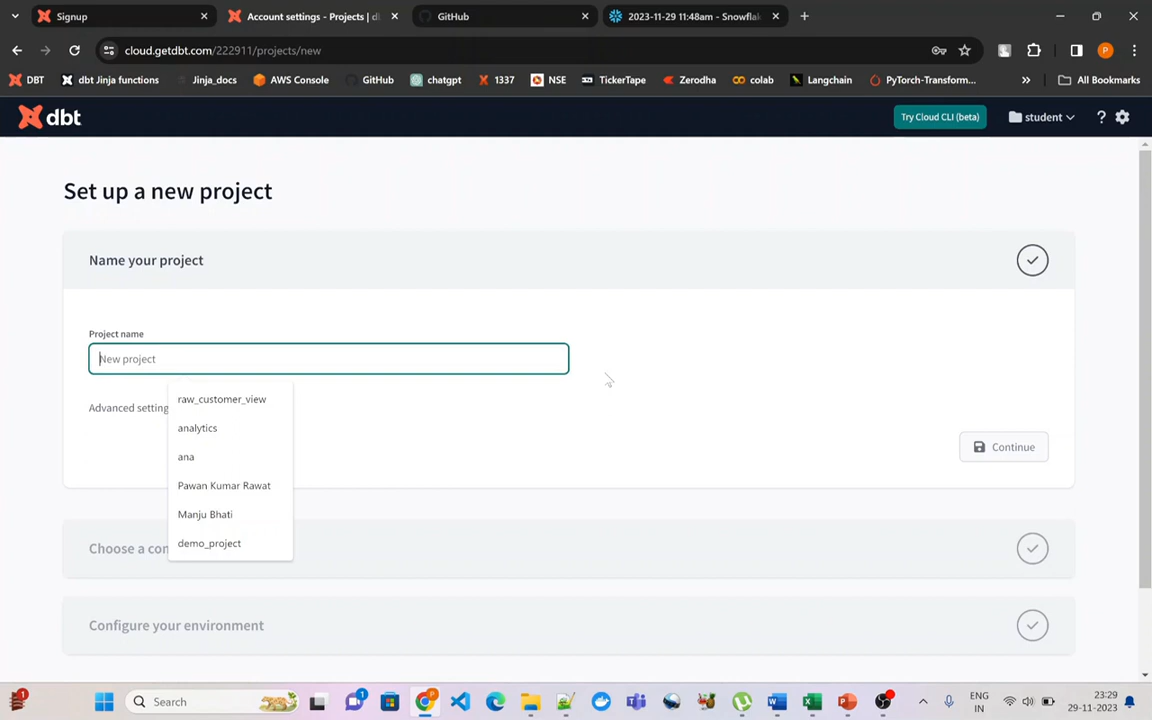 Signup
Account settings - Projects | d
GitHub
2023-11-29 11:48am - Snowflak
cloud.getdbt.com/222911/projects/new
P
DBT
dbt Jinja functions
Jinja_docs
AWS Console
GitHub
chatgpt
1337
NSE
TickerTape
Zerodha
colab
Langchain
PyTorch-Transform...
All Bookmarks
dbt
Try Cloud CLI (beta)
student
Set up a new project
Name your project
Project name
New project
raw_customer_view
Advanced setting
analytics
Continue
ana
Pawan Kumar Rawat
Manju Bhati
demo_project
Choose a con
Configure your environment
1
Search
1
ENG
IN
23:29
29-11-2023